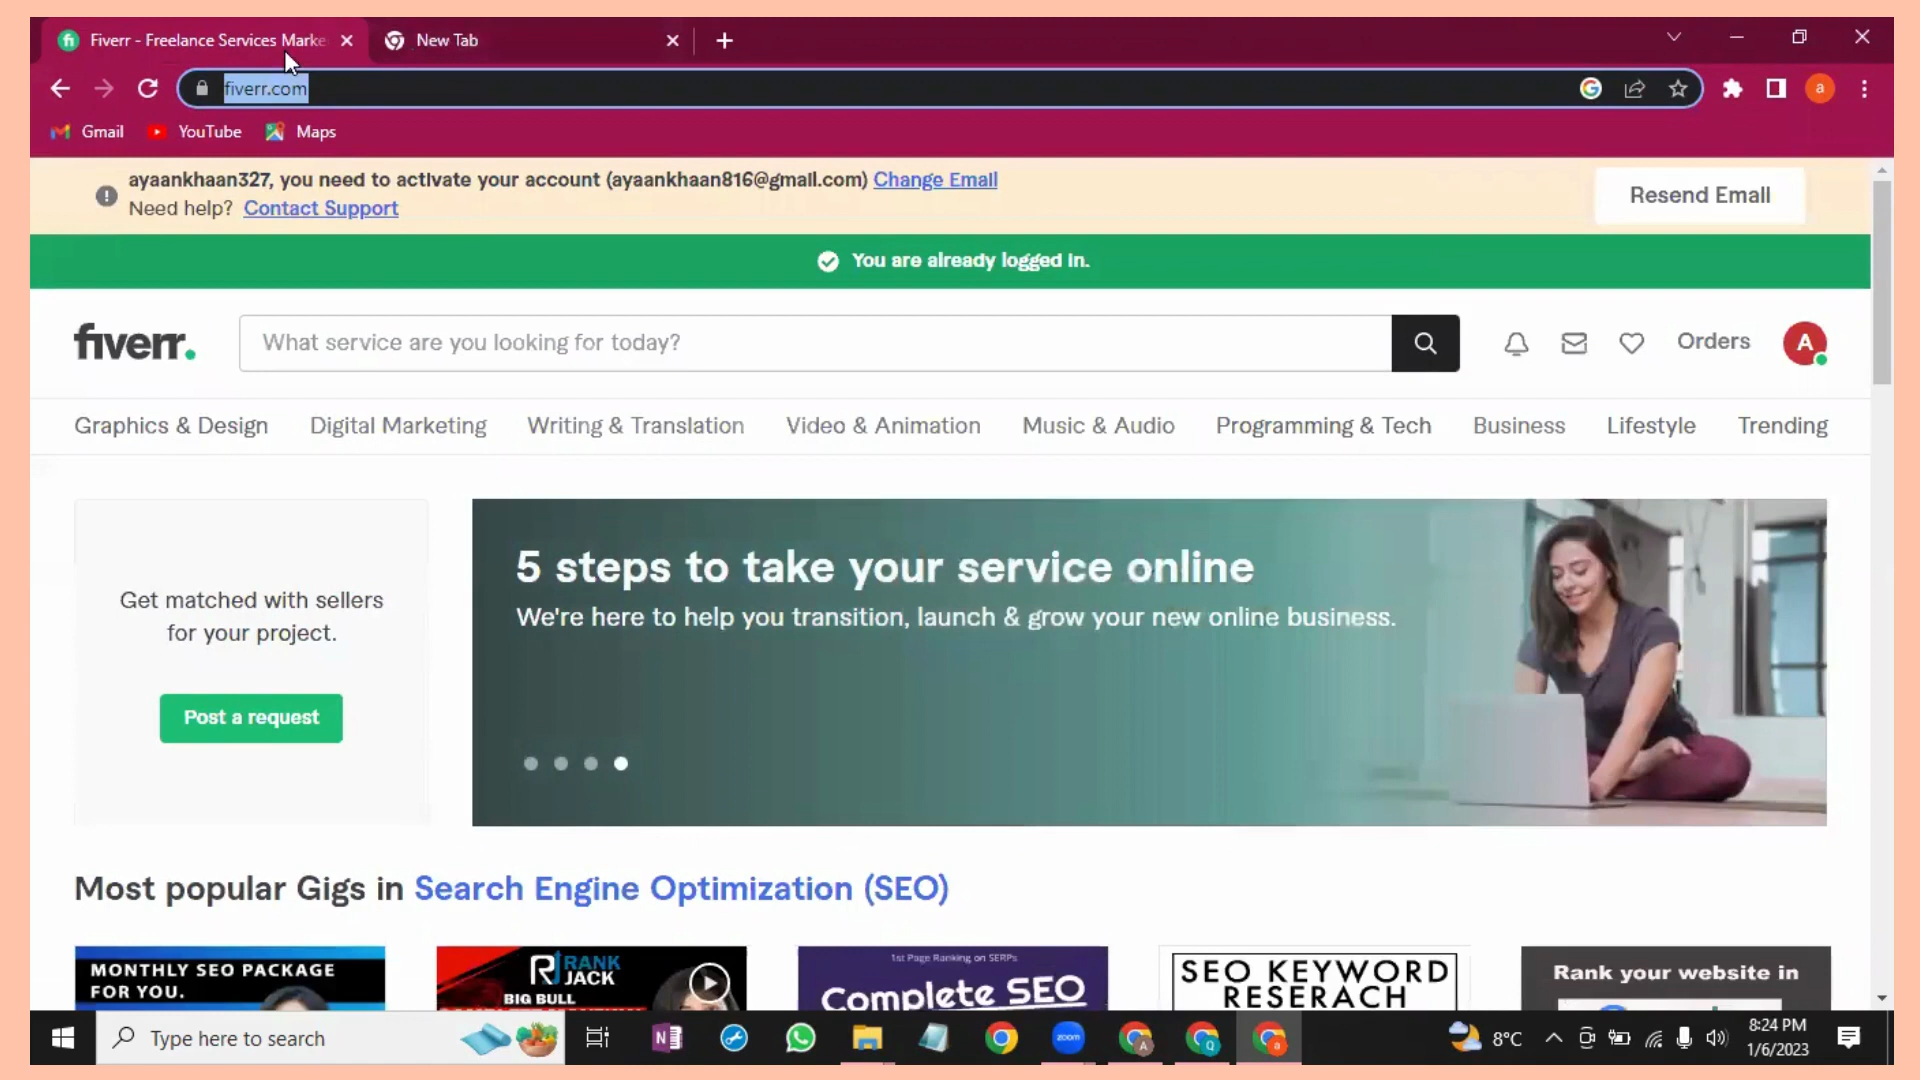 Fiverr - Freelance Services Marke
New Tab
fiverr.com
a
Gmail
YouTube
Maps
ayaankhaan327, you need to activate your account (ayaankhaan816@gmail.com) Change Email
Need help? Contact Support
Resend Email
You are already logged in.
fiverr.
What service are you looking for today?
Orders
A
Graphics & Design
Digital Marketing
Writing & Translation
Video & Animation
Music & Audio
Programming & Tech
Business
Lifestyle
Trending
Get matched with sellers
for your project.
Post a request
5 steps to take your service online
We're here to help you transition, launch & grow your new online business.
Most popular Gigs in Search Engine Optimization (SEO)
MONTHLY SEO PACKAGE
FOR YOU.
RANK
JACK
BIG BULL
1st Page Ranking on SERPs
Complete SEO
SEO KEYWORD
RESERACH
Rank your website in
Type here to search
zoom
8°C
8:24 PM
1/6/2023